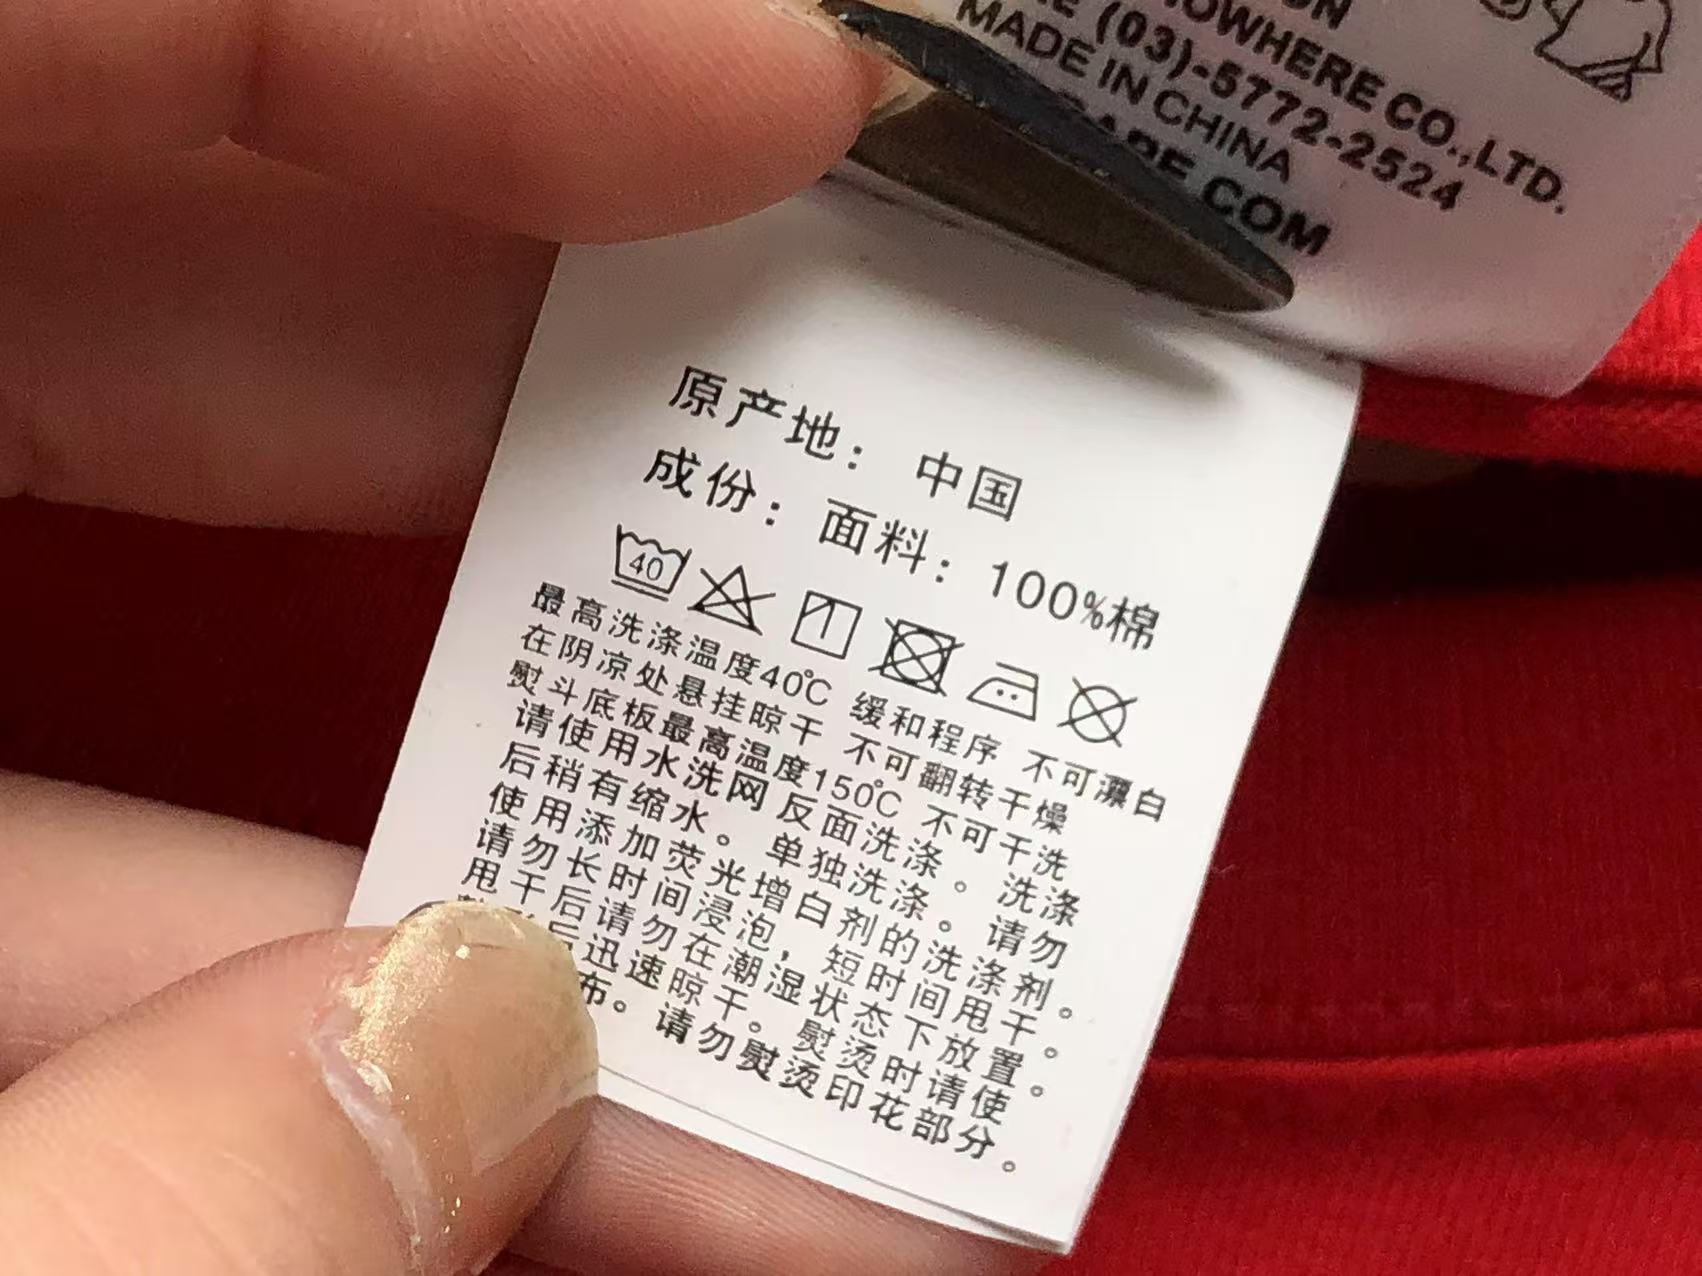 NOWHERE CO.,LTD.
(03)-5772-2524
MADE IN CHINA
COM
原产地： 中国
成份：面料：100%棉
40
最高洗涤温度40℃ 缓和程序 不可漂白
在阴凉处悬挂晾干 不可翻转干燥
熨斗底板最高温度150℃ 不可干洗
请使用水洗网反面洗涤。洗涤
后稍有缩水。单独洗涤。请勿
使用添加荧光增白剂的洗涤剂。
请勿长时间浸泡，短时间甩干。
甩干后请勿在潮湿状态下放置。
后迅速晾干。熨烫时请使
布。请勿熨烫印花部分。